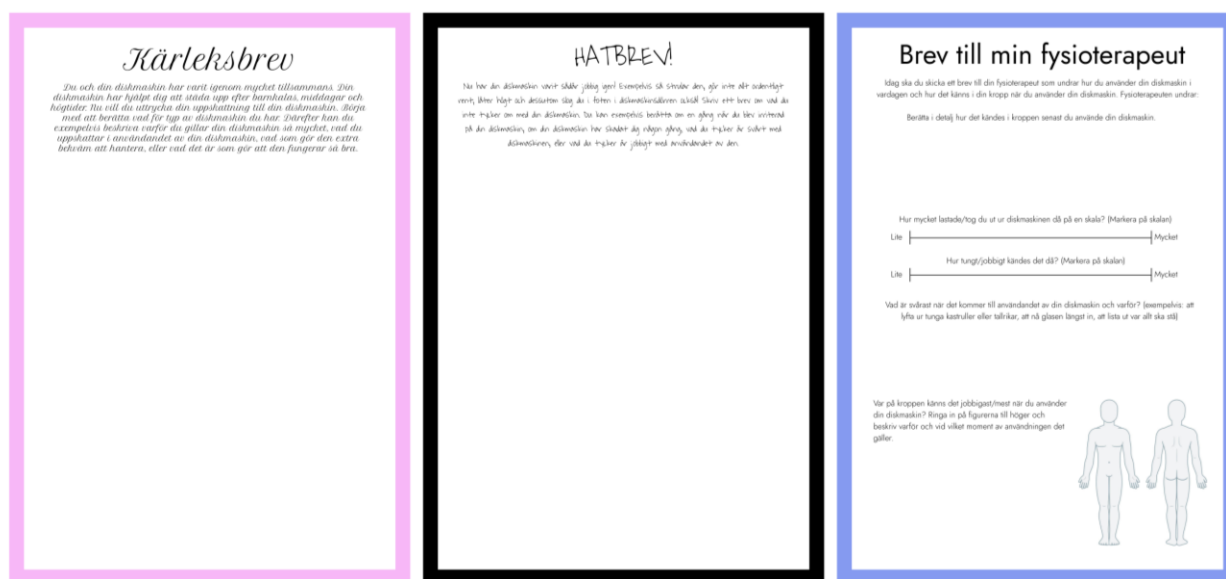 Kärleksbrev
Du och din diskmaskin har varit igenom mycket tillsammans. Din
diskmaskin har hjälpt dig att städa upp efter barnkalas, middagar och
högtider. Nu vill du uttrycka din uppskattning till din diskmaskin. Börja
med att berätta vad för typ av diskmaskin du har. Därefter kan du
exempelvis beskriva varför du gillar din diskmaskin så mycket, vad du
uppskattar i användandet av din diskmaskin, vad som gör den extra
bekväm att hantera, eller vad det är som gör att den fungerar så bra.
HATBREV!
Nu har din diskmaskin varit sådär jobbig igen! Exempelvis så strular den, gör inte allt ordentligt
rent, låter högt och dessutom slog du i foten i diskmaskinsdörren också! Skriv ett brev om vad du
inte tycker om med din diskmaskin. Du kan exempelvis berätta om en gång när du blev irriterad
på din diskmaskin, om din diskmaskin har skadat dig någon gång, vad du tycker är svårt med
diskmaskinen, eller vad du tycker är jobbigt med användandet av den.
Brev till min fysioterapeut
Idag ska du skicka ett brev till din fysioterapeut som undrar hur du använder din diskmaskin i
vardagen och hur det känns i din kropp när du använder din diskmaskin. Fysioterapeuten undrar:
Berätta i detalj hur det kändes i kroppen senast du använde din diskmaskin.
Hur mycket lastade/tog du ut ur diskmaskinen då på en skala? (Markera på skalan)
Lite Mycket
Hur tungt/jobbigt kändes det då? (Markera på skalan)
Lite Mycket
Vad är svårast när det kommer till användandet av din diskmaskin och varför? (exempelvis: att
lyfta ur tunga kastruller eller tallrikar, att nå glasen längst in, att lista ut var allt ska stå)
Var på kroppen känns det jobbigast/mest när du använder
din diskmaskin? Ringa in på figurerna till höger och
beskriv varför och vid vilket moment av användningen det
gäller.